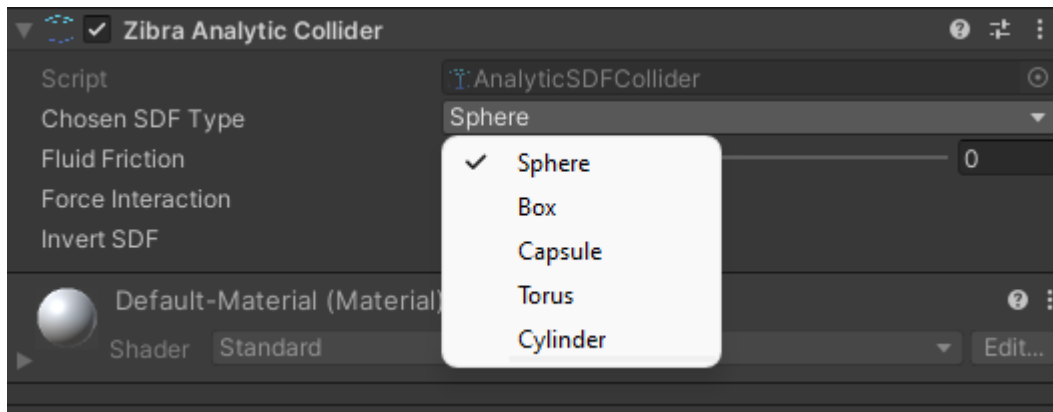 Zibra Analytic Collider
Script AnalyticSDFCollider
Chosen SDF Type Sphere
Fluid Friction 0
Force Interaction
Invert SDF
Sphere
Box
Capsule
Torus
Cylinder
Default-Material (Material)
Shader Standard Edit...